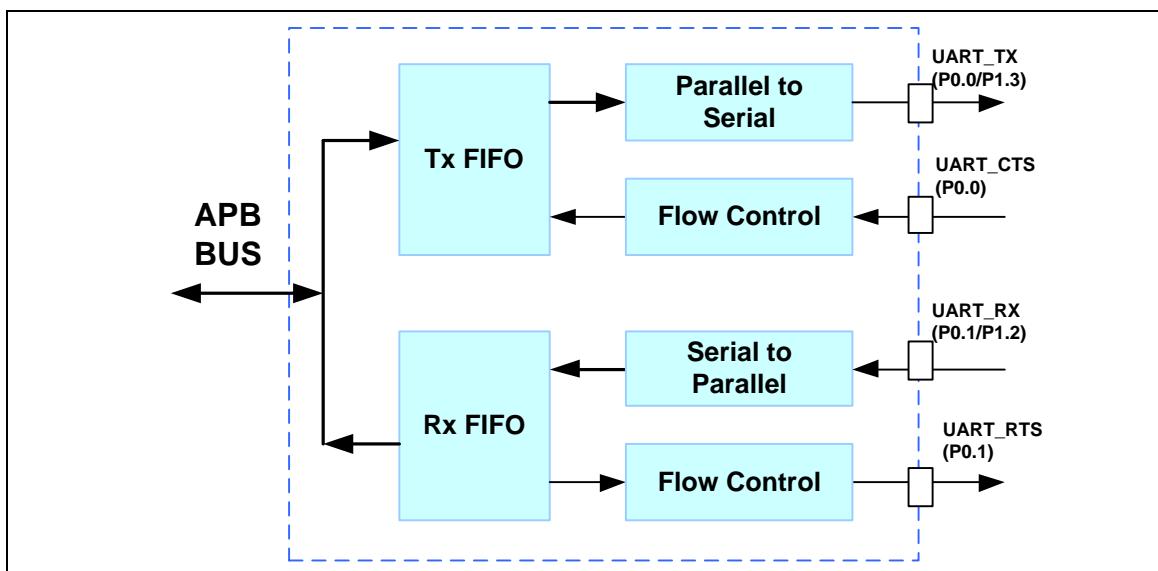 APB
BUS
Tx FIFO
Parallel to
Serial
UART_TX
(P0.0/P1.3)
Flow Control
UART_CTS
(P0.0)
Rx FIFO
Serial to
Parallel
UART_RX
(P0.1/P1.2)
Flow Control
UART_RTS
(P0.1)